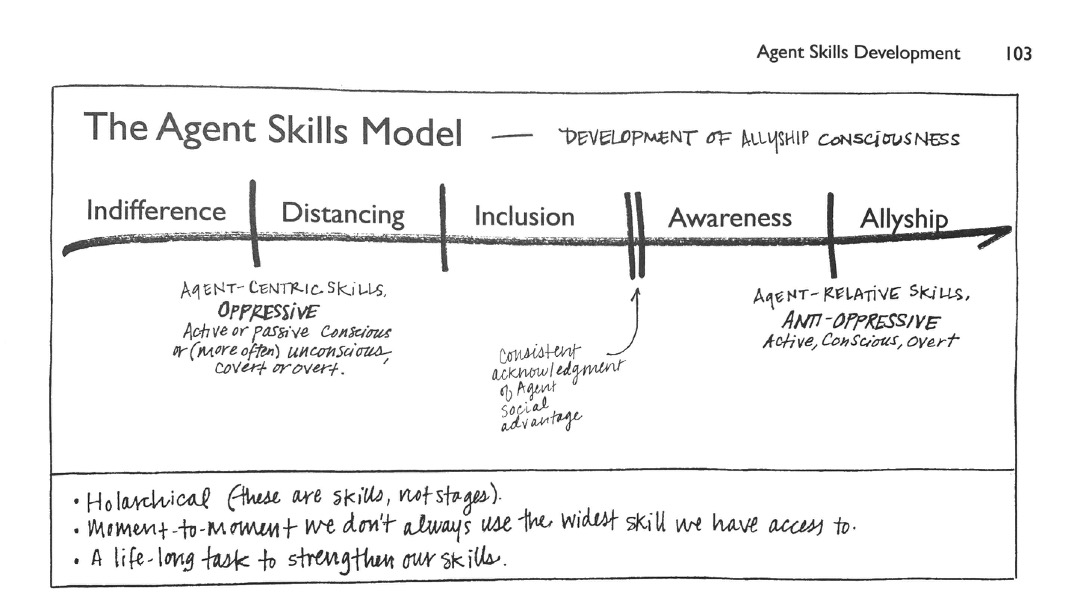 Agent Skills Development 103
The Agent Skills Model — DEVELOPMENT OF ALLYSHIP CONSCIOUSNESS
Indifference Distancing Inclusion Awareness Allyship
AGENT-CENTRIC SKILLS,
OPPRESSIVE
Active or passive Conscious
or (more often) unconscious,
covert or overt.
Consistent
acknowledgment
of Agent
social
advantage
AGENT-RELATIVE SKILLS,
ANTI-OPPRESSIVE
Active, Conscious, Overt
• Holarchical (these are skills, not stages).
• Moment-to-moment we don't always use the widest skill we have access to.
• A life-long task to strengthen our skills.